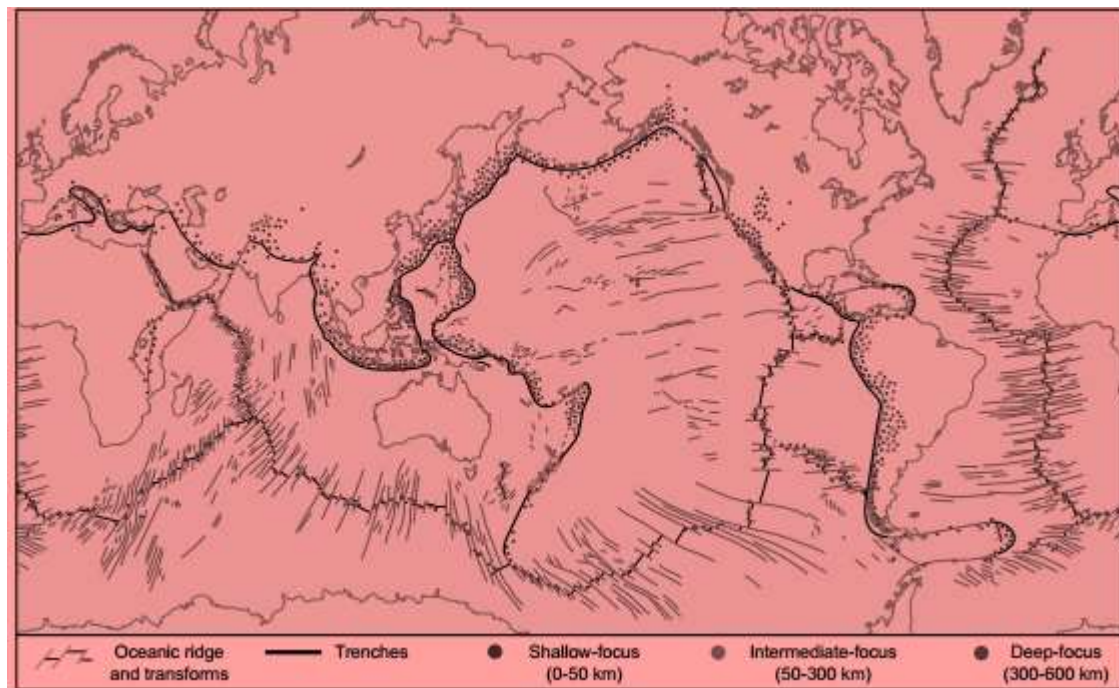 Oceanic ridge
and transforms
Trenches
Shallow-focus
(0-50 km)
Intermediate-focus
(50-300 km)
Deep-focus
(300-600 km)